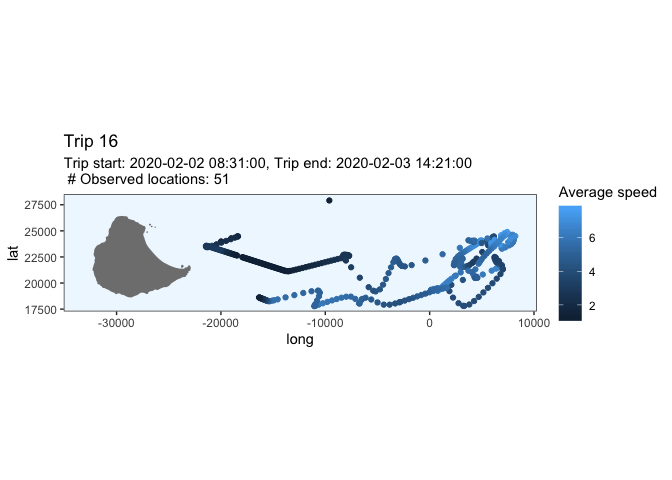 Trip 16
Trip start: 2020-02-02 08:31:00, Trip end: 2020-02-03 14:21:00
# Observed locations: 51
Average speed
27500
25000
22500
20000
17500
lat
6
4
2
-30000 -20000 -10000 0 10000
long